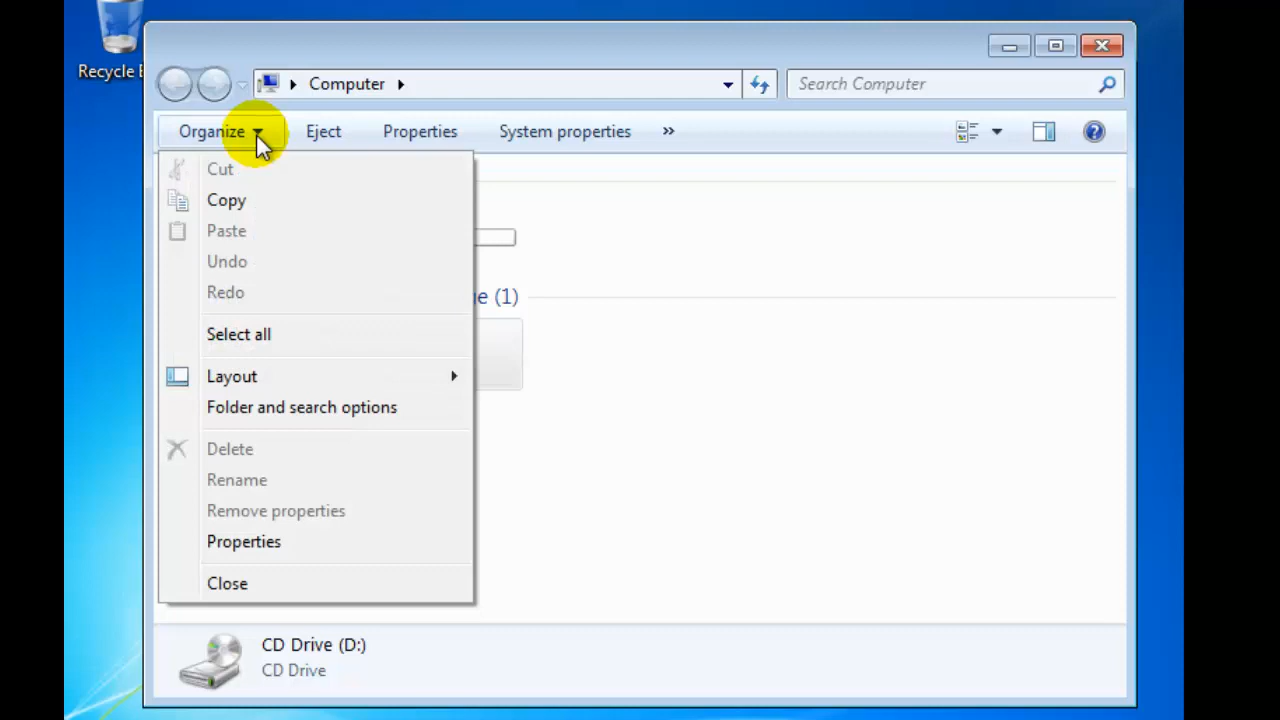 Recycle
Computer
Search Computer
Organize
Eject
Properties
System properties
»
Cut
Copy
Paste
Undo
Redo
(1)
Select all
Layout
Folder and search options
Delete
Rename
Remove properties
Properties
Close
CD Drive (D:)
CD Drive